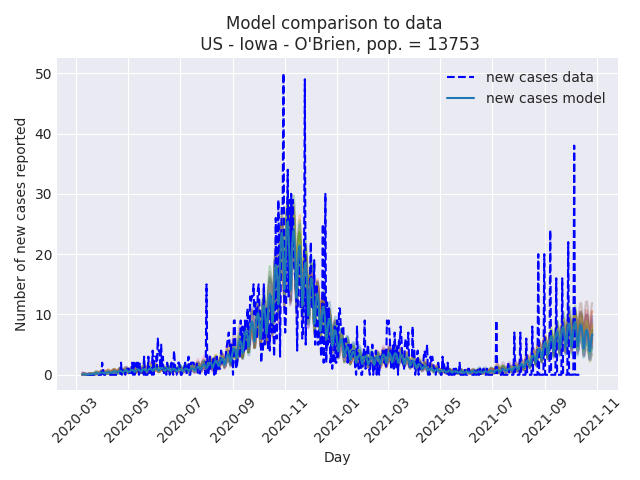 Model comparison to data
US - Iowa - O'Brien, pop. = 13753
new cases data
new cases model
Number of new cases reported
50
40
30
20
10
0
2020-03
2020-05
2020-07
2020-09
2020-11
2021-01
2021-03
2021-05
2021-07
2021-09
2021-11
Day